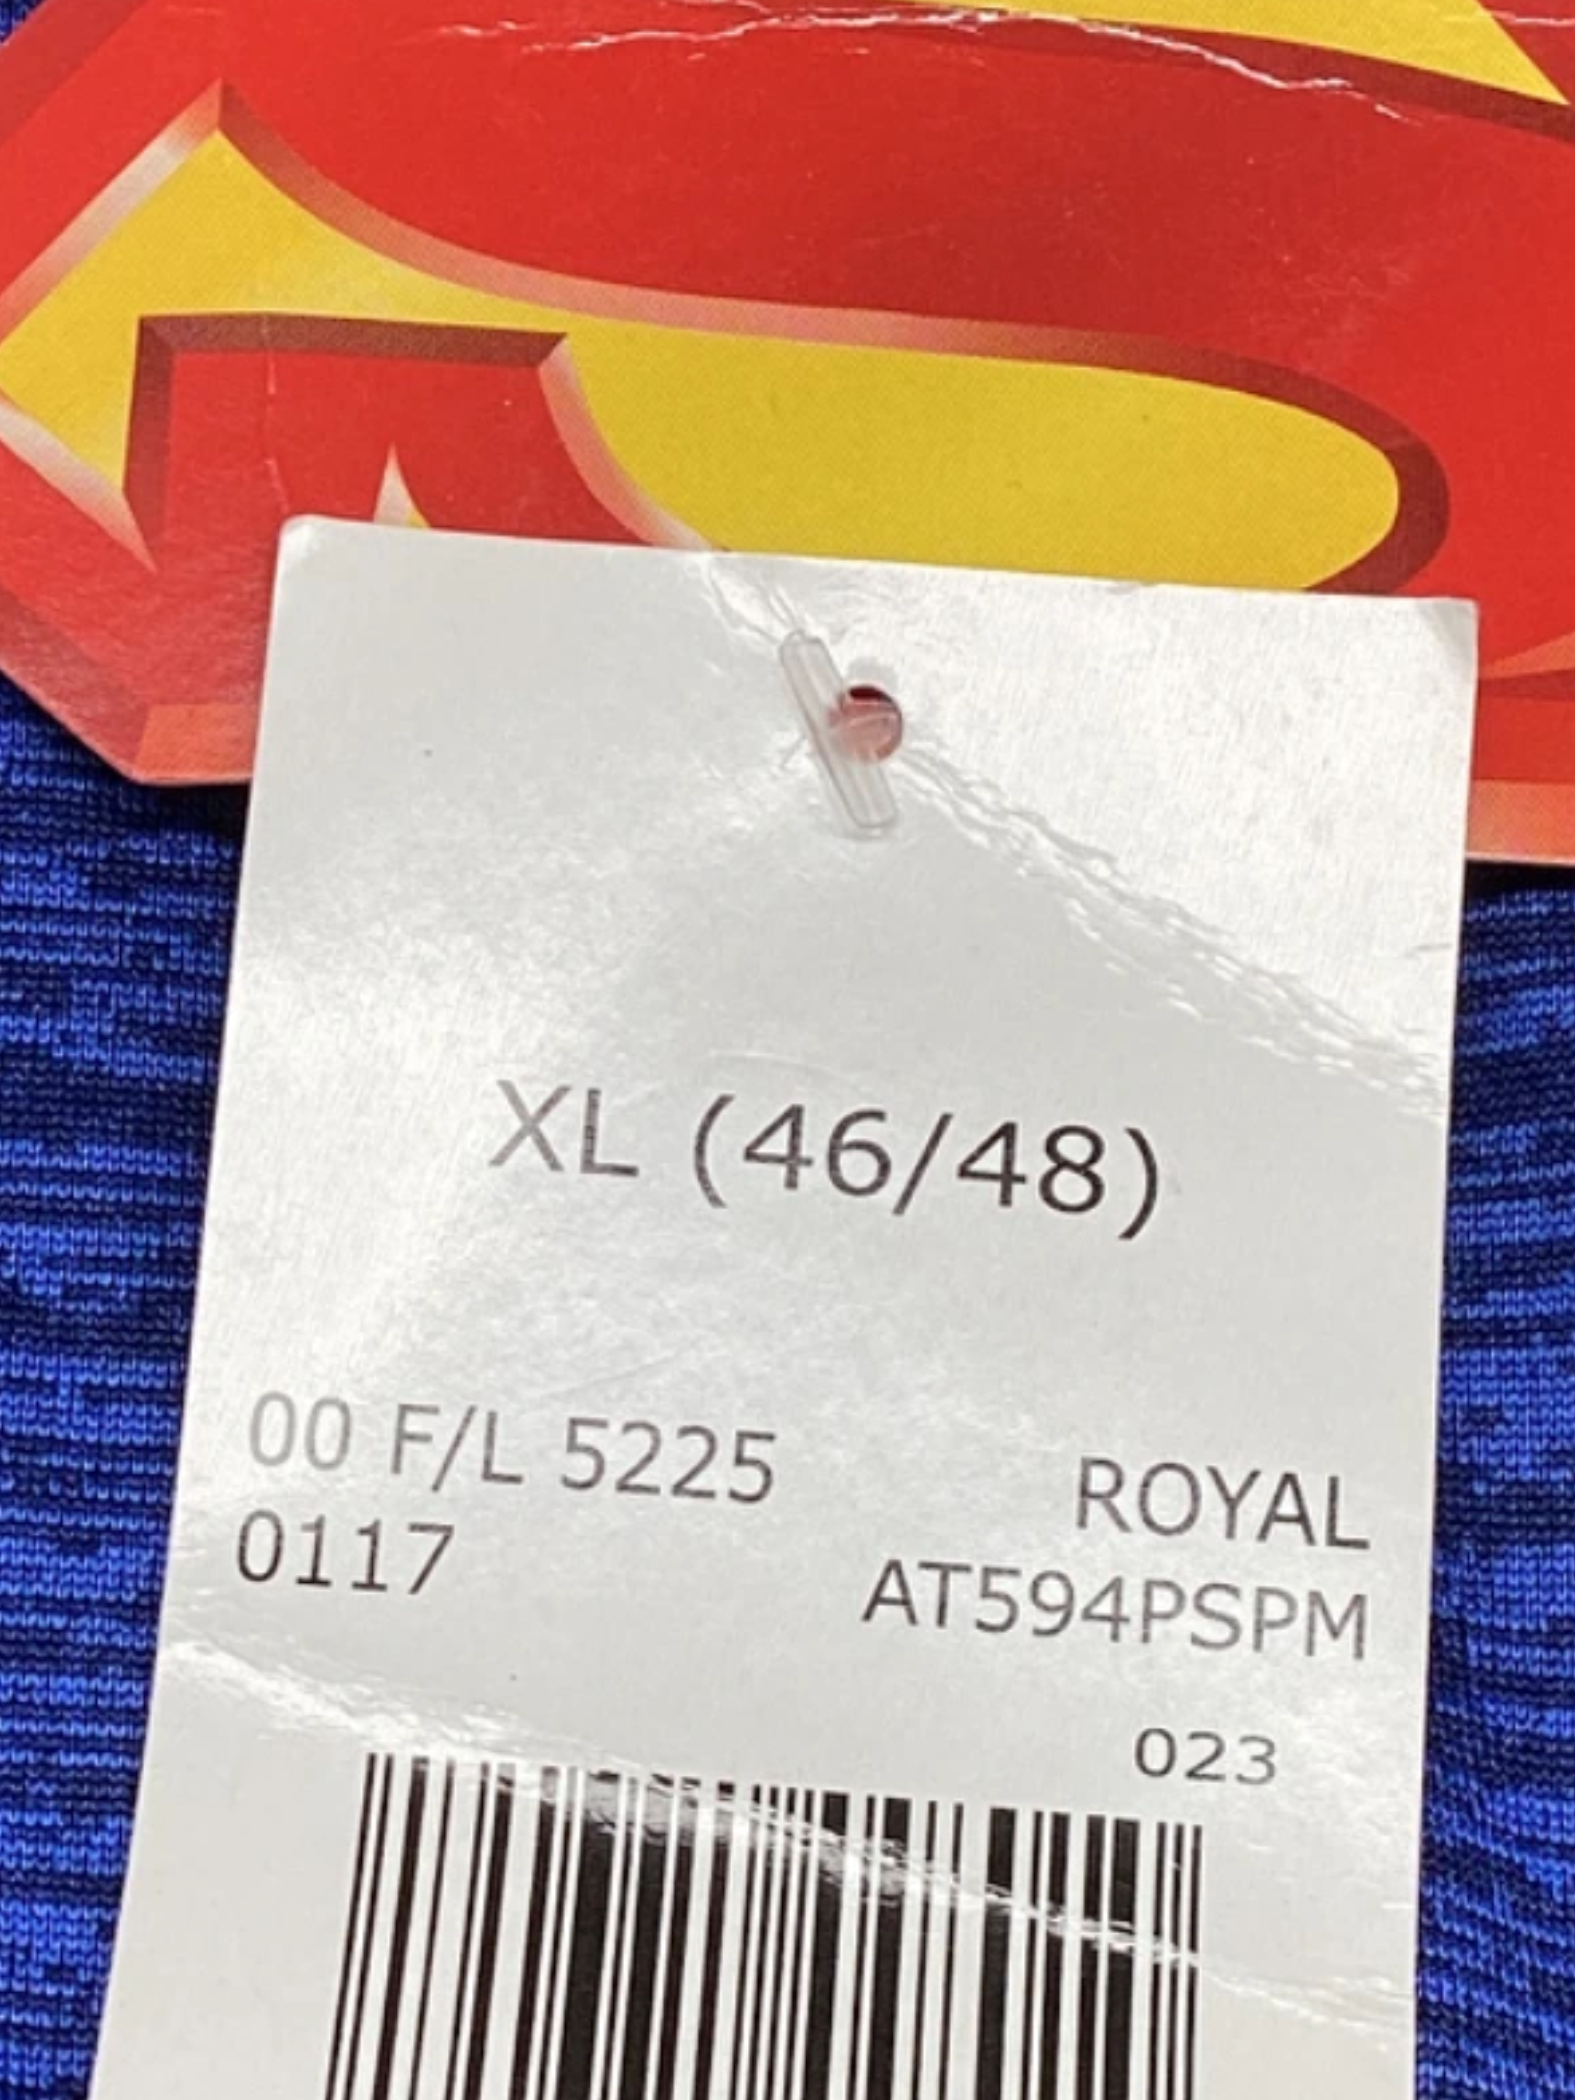 XL (46/48)
00 F/L 5225
ROYAL
0117
AT594PSPM
023